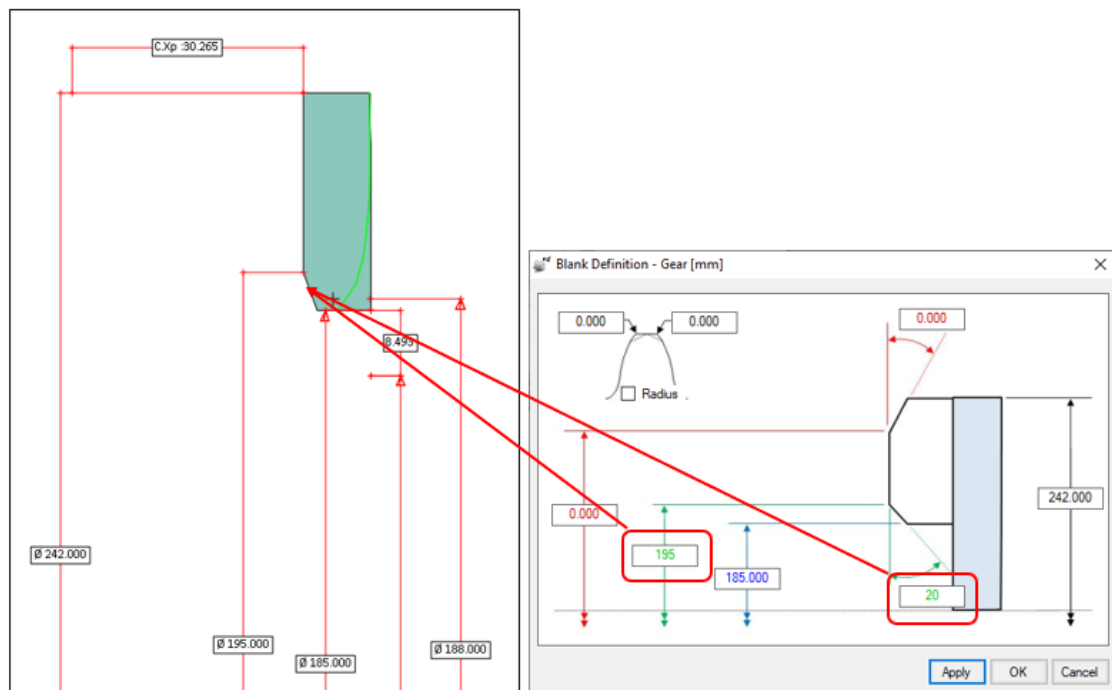 C.Xp :30.265
8.493
Ø 242.000
Ø 195.000
Ø 185.000
Ø 188.000
Blank Definition - Gear [mm]
0.000
0.000
0.000
Radius
242.000
0.000
195
185.000
20
Apply
OK
Cancel